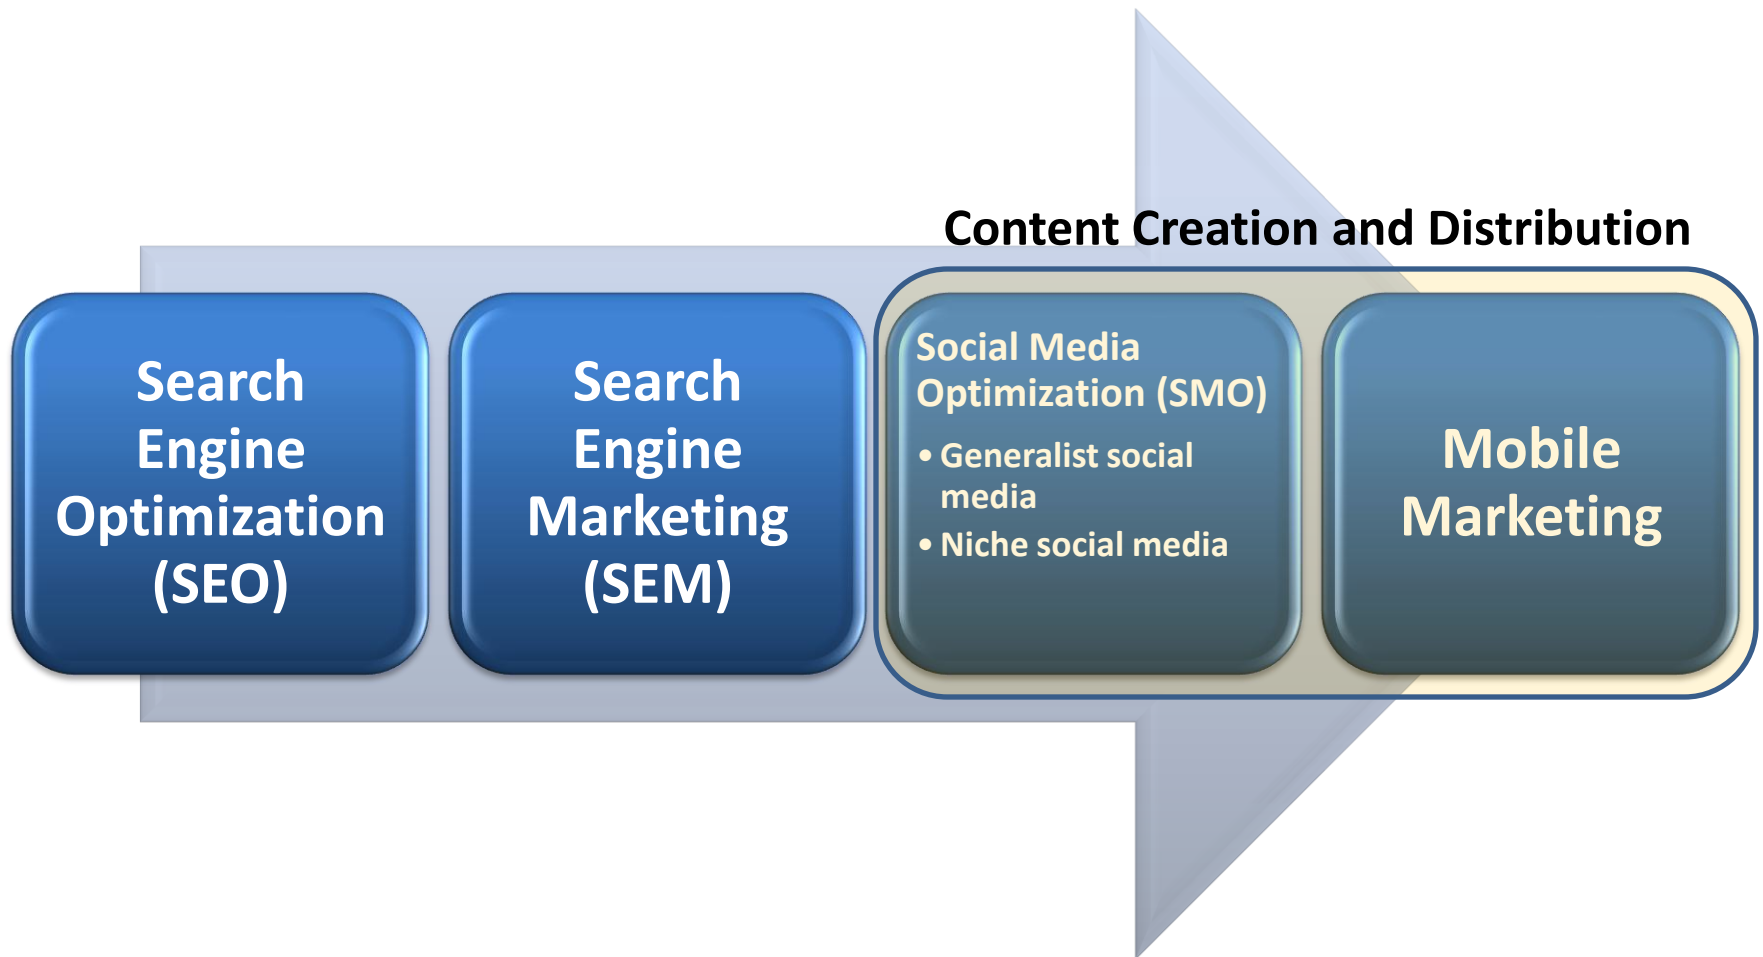 Content Creation and Distribution
Search
Engine
Optimization
(SEO)
Search
Engine
Marketing
(SEM)
Social Media
Optimization (SMO)
• Generalist social
media
• Niche social media
Mobile
Marketing